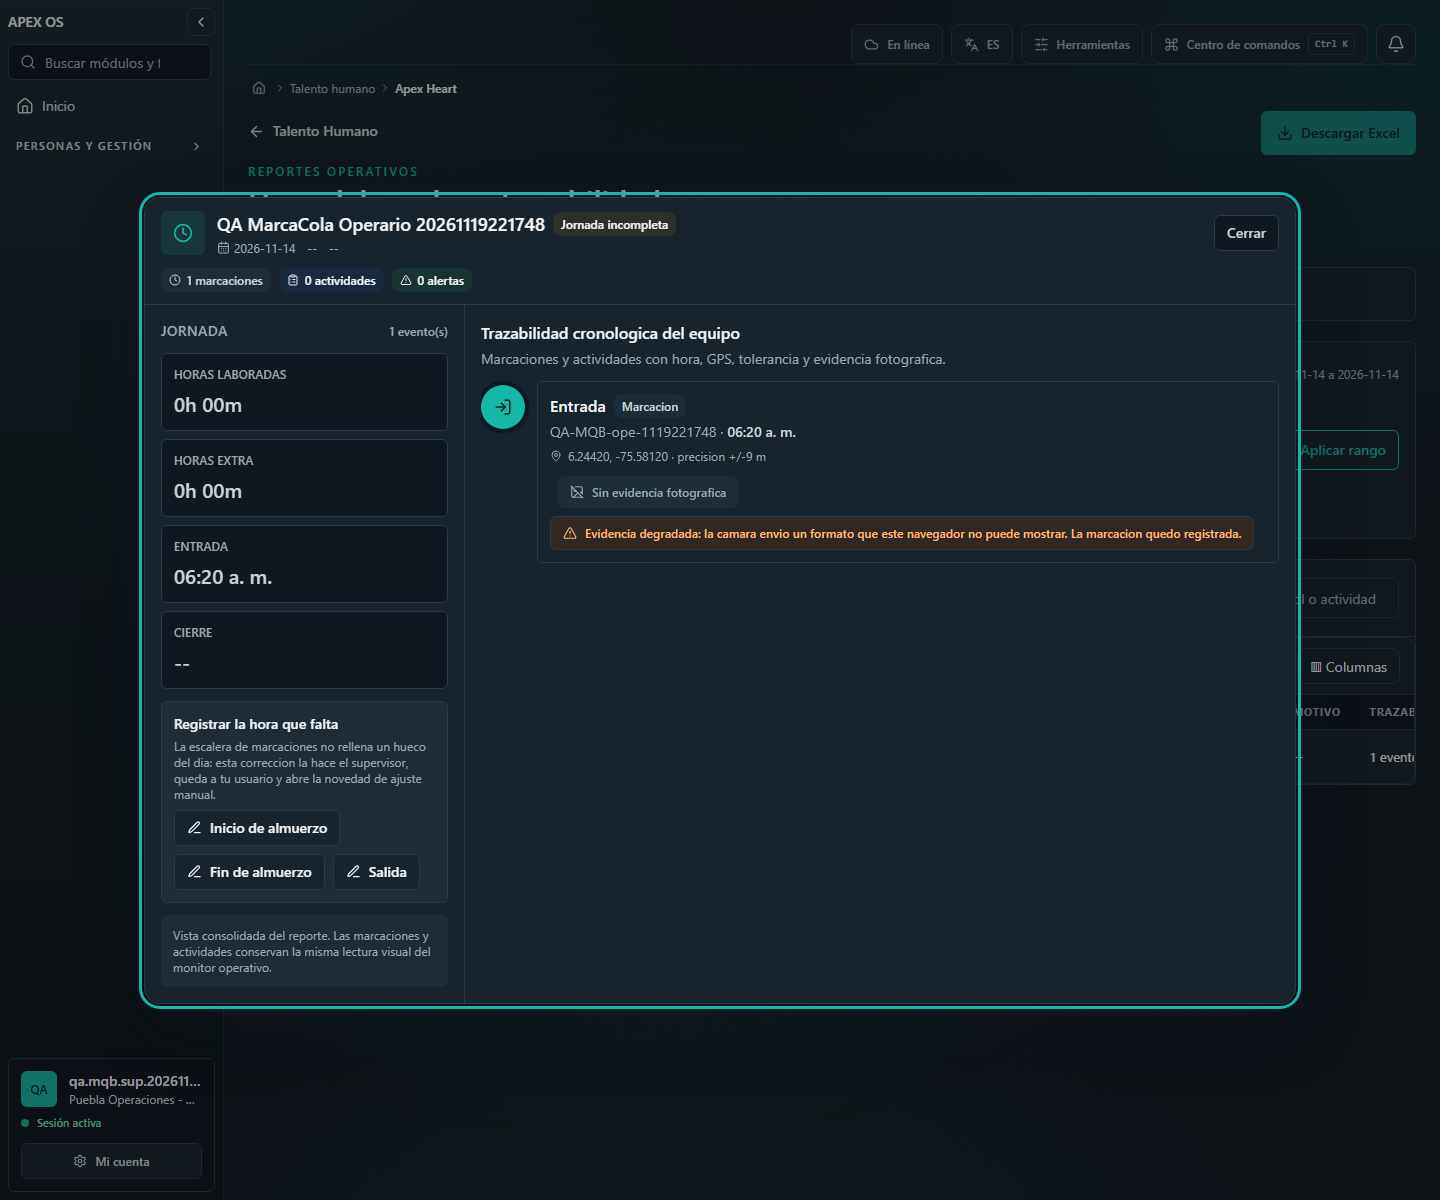 APEX OS
Buscar módulos y f
Inicio
PERSONAS Y GESTIÓN
En línea
ES
Herramientas
Centro de comandos
Ctrl K
Talento humano
Apex Heart
Talento Humano
Descargar Excel
REPORTES OPERATIVOS
QA MarcaCola Operario 20261119221748
Jornada incompleta
2026-11-14 -- --
Cerrar
1 marcaciones
0 actividades
0 alertas
JORNADA
1 evento(s)
HORAS LABORADAS
0h 00m
HORAS EXTRA
0h 00m
ENTRADA
06:20 a. m.
CIERRE
--
Registrar la hora que falta
La escalera de marcaciones no rellena un hueco
del dia: esta correccion la hace el supervisor,
queda a tu usuario y abre la novedad de ajuste
manual.
Inicio de almuerzo
Fin de almuerzo
Salida
Vista consolidada del reporte. Las marcaciones y
actividades conservan la misma lectura visual del
monitor operativo.
Trazabilidad cronologica del equipo
Marcaciones y actividades con hora, GPS, tolerancia y evidencia fotografica.
Entrada
Marcacion
QA-MQB-ope-1119221748 · 06:20 a. m.
6.24420, -75.58120 · precision +/-9 m
Sin evidencia fotografica
Evidencia degradada: la camara envio un formato que este navegador no puede mostrar. La marcacion quedo registrada.
1-14 a 2026-11-14
Aplicar rango
l o actividad
Columnas
MOTIVO
TRAZAB
1 evento
QA
qa.mqb.sup.202611...
Puebla Operaciones - ...
Sesión activa
Mi cuenta